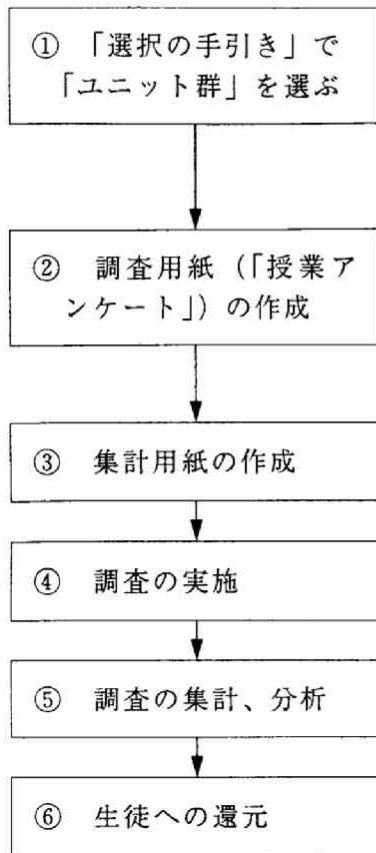 ① 「選択の手引き」で
「ユニット群」を選ぶ
② 調査用紙（「授業ア
ンケート」）の作成
③ 集計用紙の作成
④ 調査の実施
⑤ 調査の集計、分析
⑥ 生徒への還元